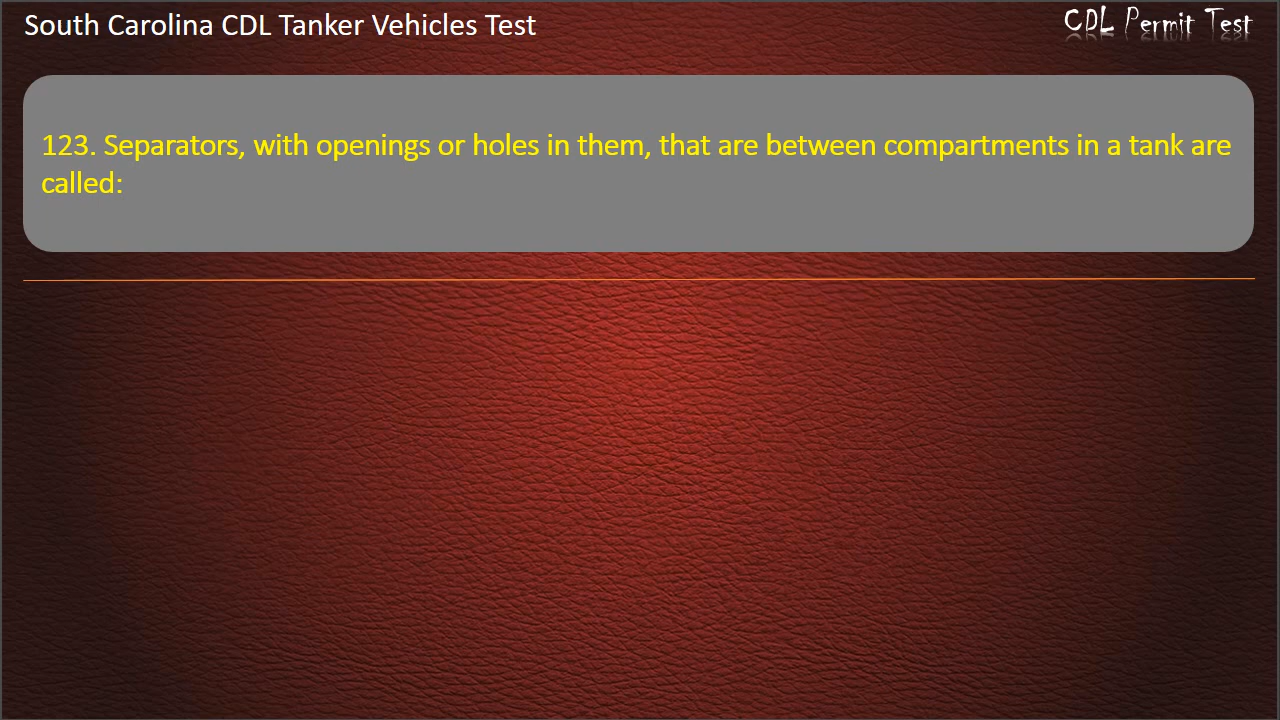 South Carolina CDL Tanker Vehicles Test
CDL Permit Test
123. Separators, with openings or holes in them, that are between compartments in a tank are
called: